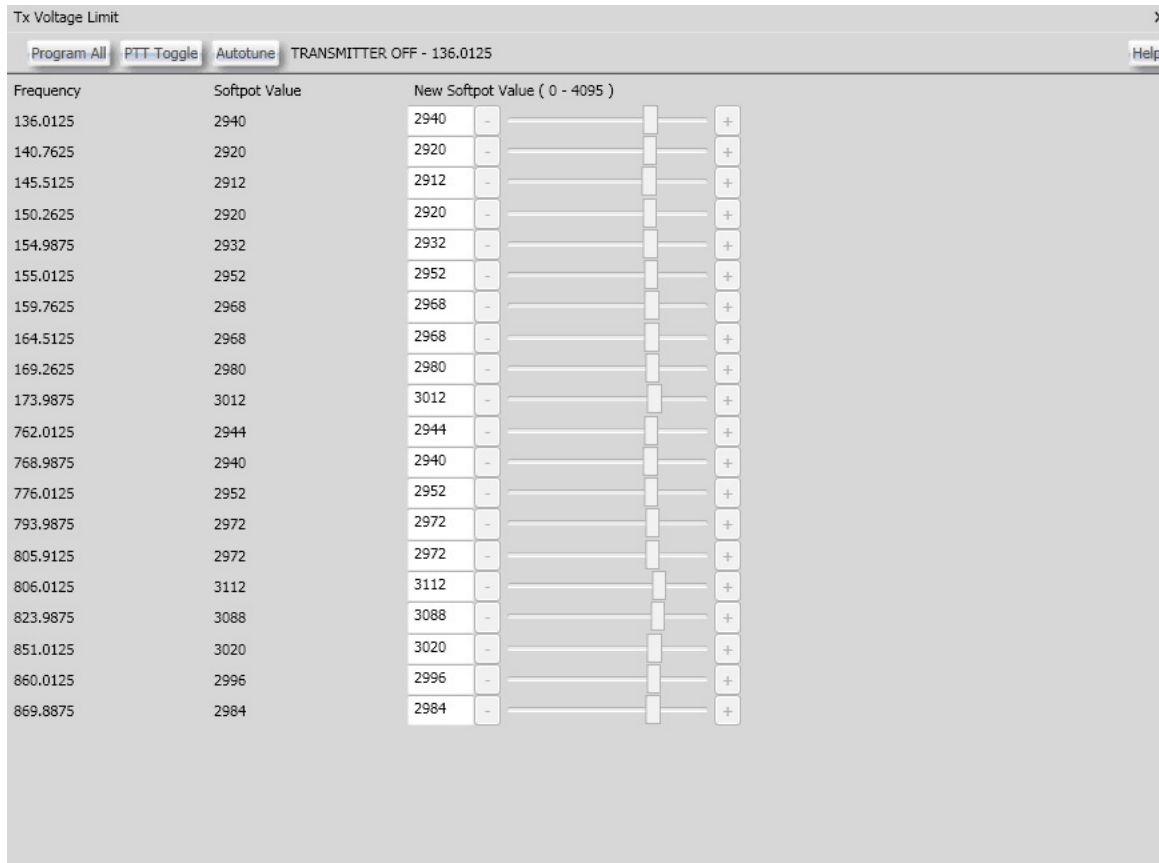 Tx Voltage Limit
Program All PTT Toggle Autotune TRANSMITTER OFF - 136.0125 Help
Frequency Softpot Value New Softpot Value ( 0 - 4095 )
136.0125 2940 2940 - +
140.7625 2920 2920 - +
145.5125 2912 2912 - +
150.2625 2920 2920 - +
154.9875 2932 2932 - +
155.0125 2952 2952 - +
159.7625 2968 2968 - +
164.5125 2968 2968 - +
169.2625 2980 2980 - +
173.9875 3012 3012 - +
762.0125 2944 2944 - +
768.9875 2940 2940 - +
776.0125 2952 2952 - +
793.9875 2972 2972 - +
805.9125 2972 2972 - +
806.0125 3112 3112 - +
823.9875 3088 3088 - +
851.0125 3020 3020 - +
860.0125 2996 2996 - +
869.8875 2984 2984 - +